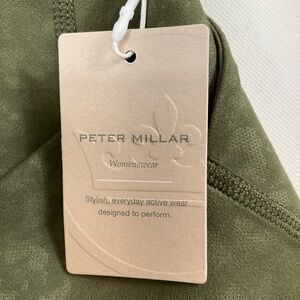 PETER MILLAR
Womenswear
Stylish, everyday active wear
designed to perform.